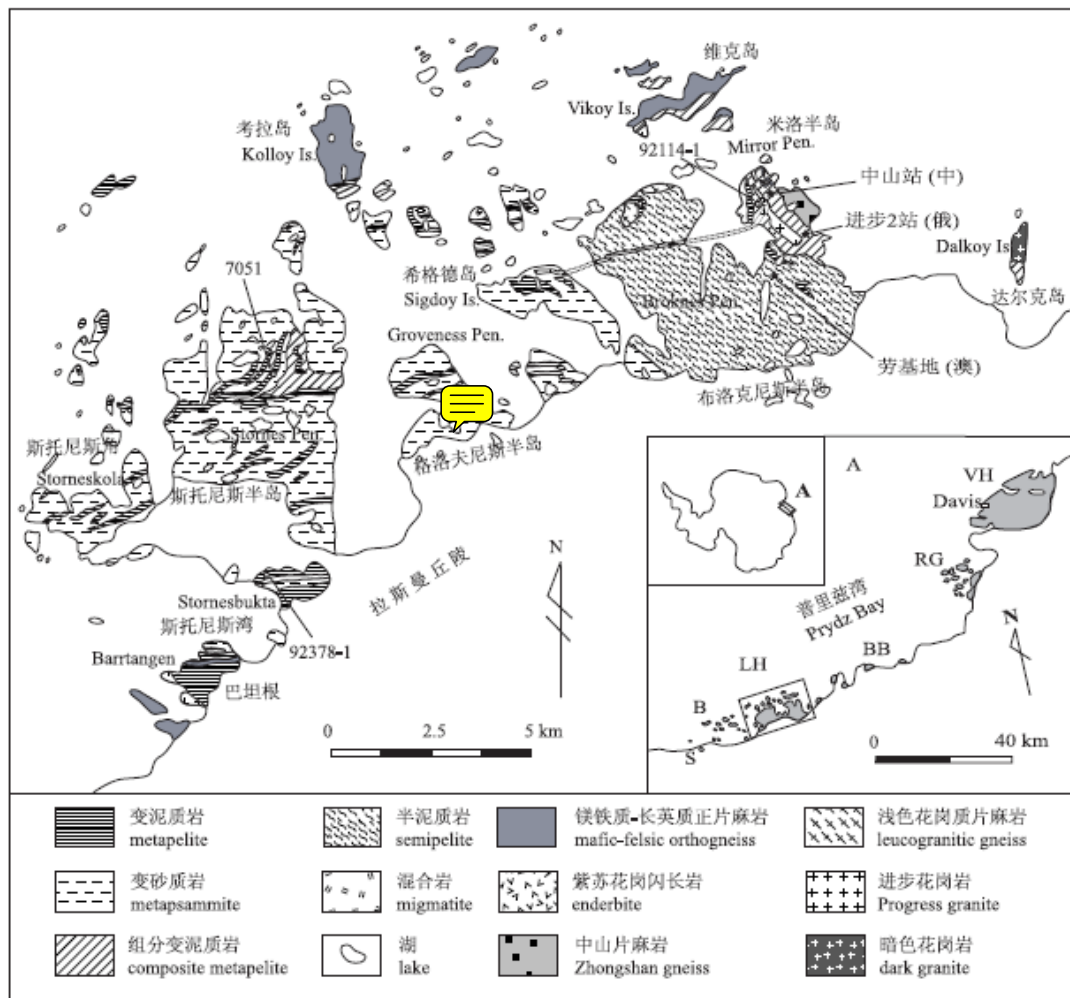 维克岛
Vikoy Is.
考拉岛
Kolloy Is.
米洛半岛
Mirror Pen.
92114-1
中山站 (中)
进步2站 (俄)
Dalkoy Is
达尔克岛
7051
希格德岛
Sigdoy Is.
Broknes Pen.
Groveness Pen.
劳基地 (澳)
布洛克尼斯半岛
格洛夫尼斯半岛
斯托尼斯角
Storneskola
Stornes Pen.
斯托尼斯半岛
拉斯曼丘陵
N
Stornesbukta
斯托尼斯湾
92378-1
Barrtangen
巴坦根
0 2.5 5 km
A
A
VH
Davis
RG
普里兹湾
Prydz Bay
N
BB
LH
B
S
0 40 km
变泥质岩
metapelite
半泥质岩
semipelite
镁铁质-长英质正片麻岩
mafic-felsic orthogneiss
浅色花岗质片麻岩
leucogranitic gneiss
变砂质岩
metapsammite
混合岩
migmatite
紫苏花岗闪长岩
enderbite
进步花岗岩
Progress granite
组分变泥质岩
composite metapelite
湖
lake
中山片麻岩
Zhongshan gneiss
暗色花岗岩
dark granite